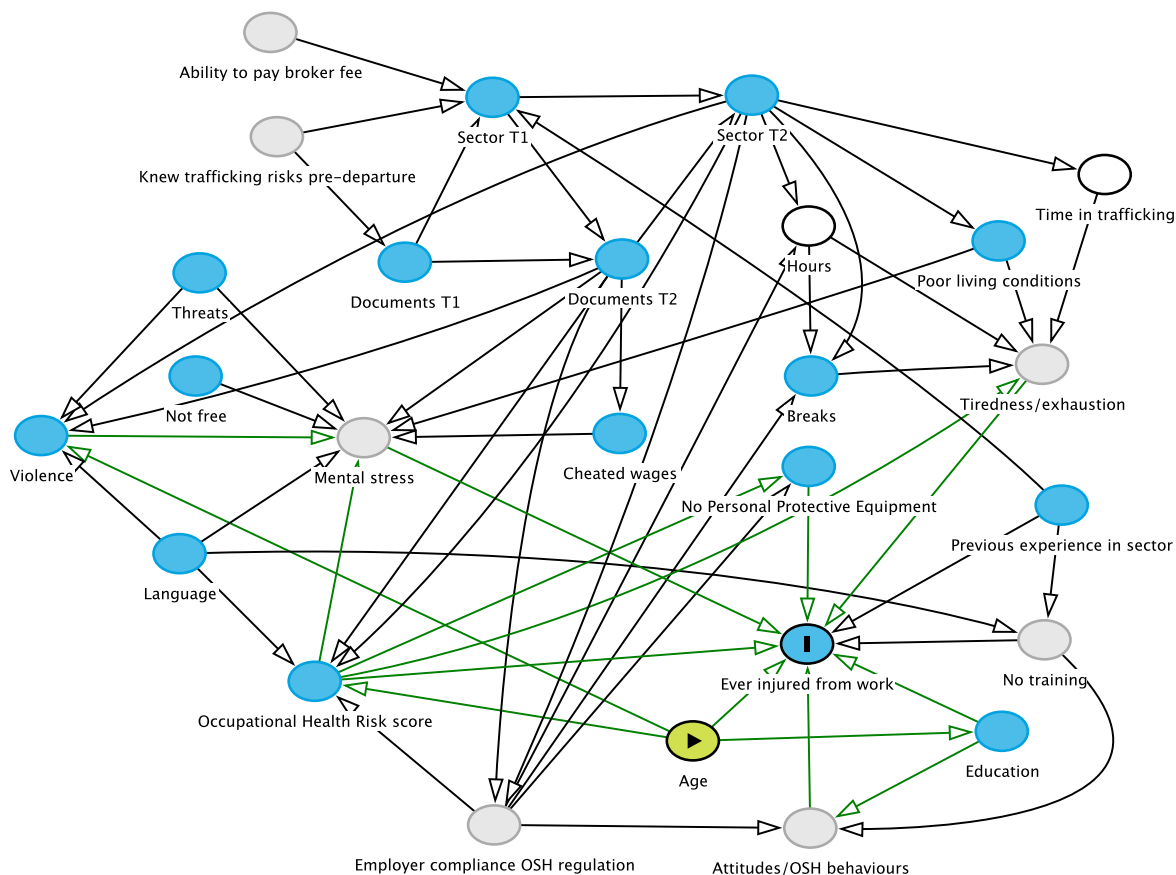 Ability to pay broker fee
Sector T1
Sector T2
Knew trafficking risks pre-departure
Time in trafficking
Hours
Poor living conditions
Documents T1
Documents T2
Threats
Not free
Breaks
Tiredness/exhaustion
Violence
Mental stress
Cheated wages
No Personal Protective Equipment
Previous experience in sector
Language
Ever injured from work
No training
Occupational Health Risk score
Age
Education
Employer compliance OSH regulation
Attitudes/OSH behaviours